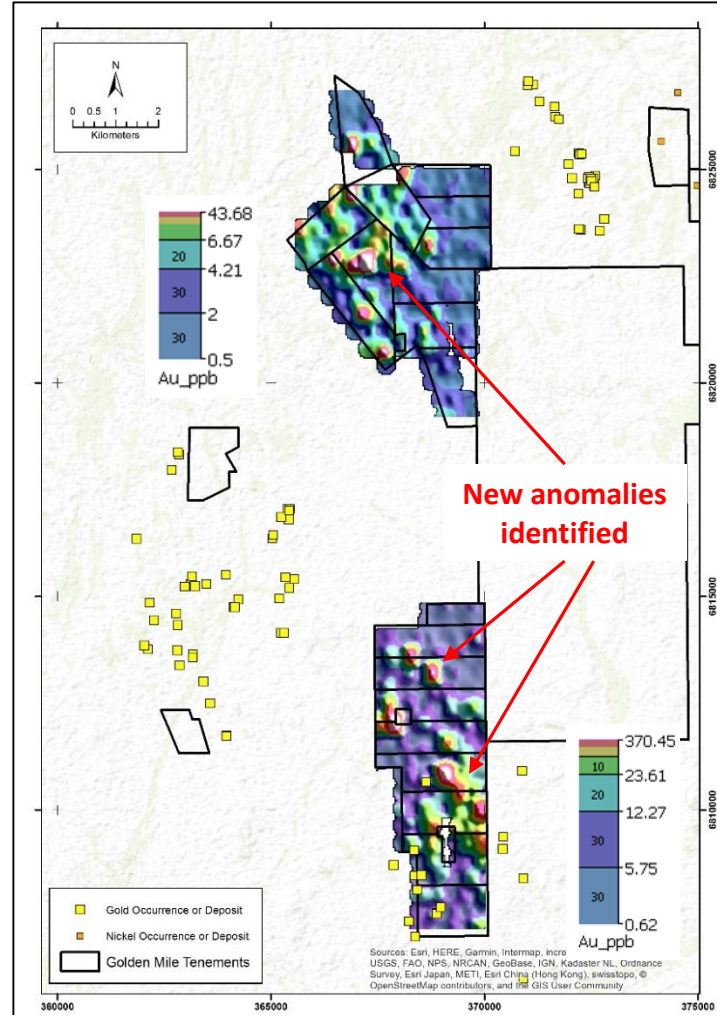 N
0 0.5 1 2
Kilometers
43.68
6.67
20
4.21
30
2
30
0.5
Au_ppb
6825000
6820000
New anomalies
identified
6815000
370.45
10
23.61
20
12.27
30
5.75
30
0.62
Au_ppb
6810000
Gold Occurrence or Deposit
Nickel Occurrence or Deposit
Golden Mile Tenements
Sources: Esri, HERE, Garmin, Intermap, incre
USGS, FAO, NPS, NRCAN, GeoBase, IGN, Kadaster NL, Ordnance
Survey, Esri Japan, METI, Esri China (Hong Kong), swisstopo, ©
OpenStreetMap contributors, and the GIS User Community
360000 365000 370000 375000